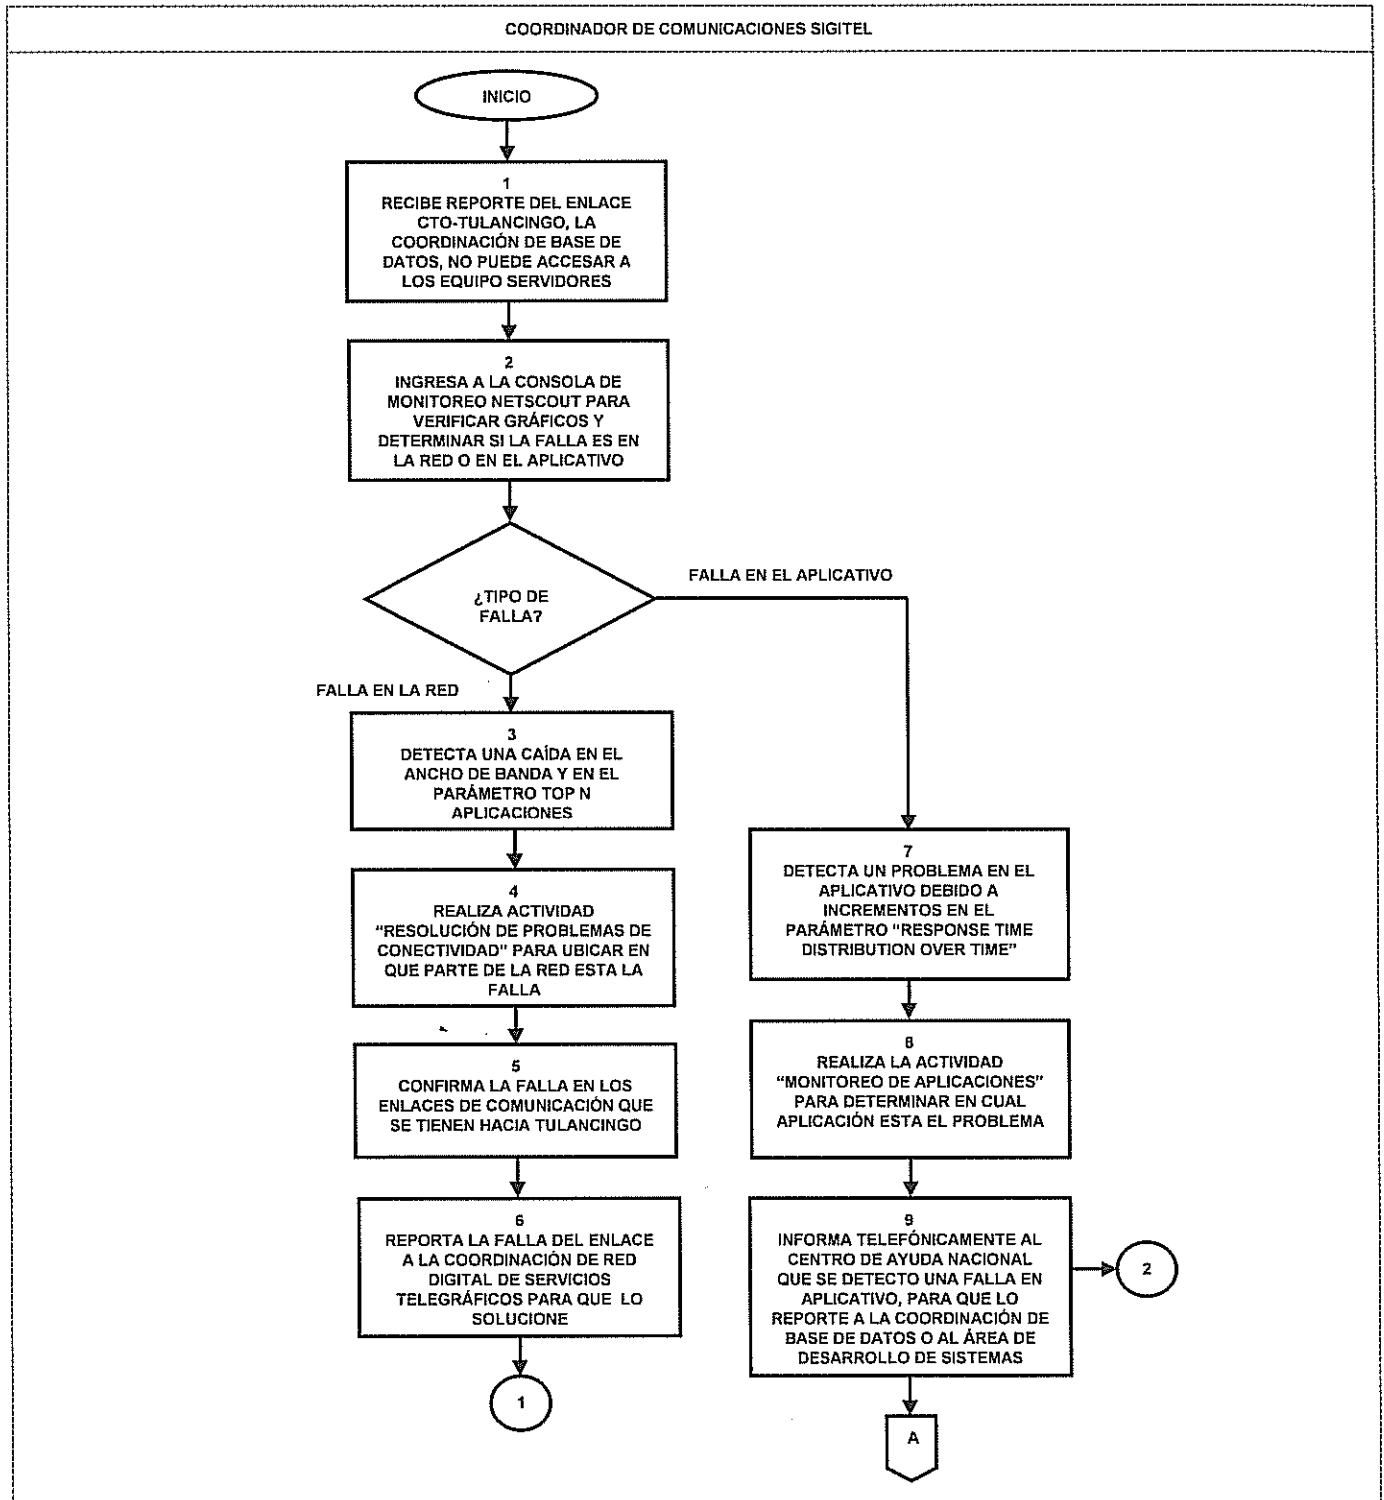 COORDINADOR DE COMUNICACIONES SIGITEL
INICIO
1
RECIBE REPORTE DEL ENLACE
CTO-TULANCINGO, LA
COORDINACIÓN DE BASE DE
DATOS, NO PUEDE ACCESAR A
LOS EQUIPO SERVIDORES
2
INGRESA A LA CONSOLA DE
MONITOREO NETSCOUT PARA
VERIFICAR GRÁFICOS Y
DETERMINAR SI LA FALLA ES EN
LA RED O EN EL APLICATIVO
¿TIPO DE
FALLA?
FALLA EN EL APLICATIVO
FALLA EN LA RED
3
DETECTA UNA CAÍDA EN EL
ANCHO DE BANDA Y EN EL
PARÁMETRO TOP N
APLICACIONES
4
REALIZA ACTIVIDAD
“RESOLUCIÓN DE PROBLEMAS DE
CONECTIVIDAD” PARA UBICAR EN
QUE PARTE DE LA RED ESTA LA
FALLA
5
CONFIRMA LA FALLA EN LOS
ENLACES DE COMUNICACIÓN QUE
SE TIENEN HACIA TULANCINGO
6
REPORTA LA FALLA DEL ENLACE
A LA COORDINACIÓN DE RED
DIGITAL DE SERVICIOS
TELEGRÁFICOS PARA QUE LO
SOLUCIONE
1
7
DETECTA UN PROBLEMA EN EL
APLICATIVO DEBIDO A
INCREMENTOS EN EL
PARÁMETRO “RESPONSE TIME
DISTRIBUTION OVER TIME”
8
REALIZA LA ACTIVIDAD
“MONITOREO DE APLICACIONES”
PARA DETERMINAR EN CUAL
APLICACIÓN ESTA EL PROBLEMA
9
INFORMA TELEFÓNICAMENTE AL
CENTRO DE AYUDA NACIONAL
QUE SE DETECTO UNA FALLA EN
APLICATIVO, PARA QUE LO
REPORTE A LA COORDINACIÓN DE
BASE DE DATOS O AL ÁREA DE
DESARROLLO DE SISTEMAS
2
A